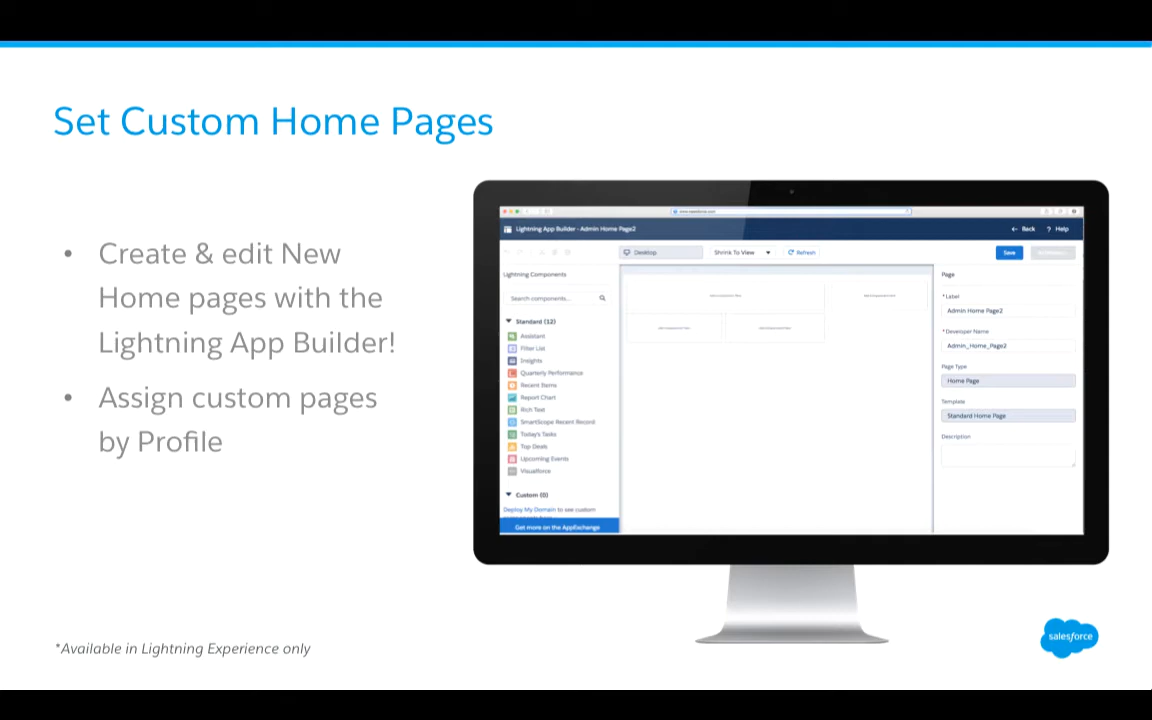 Set Custom Home Pages
• Create & edit New
Home pages with the
Lightning App Builder!
• Assign custom pages
by Profile
Lightning App Builder - Admin Home Page2
Back
? Help
Desktop
Shrink To View
Refresh
Save
Lightning Components
Search components...
Standard (12)
Assistant
Filter List
Insights
Quarterly Performance
Recent Items
Report Chart
Rich Text
SmartScope Recent Record
Today's Tasks
Top Deals
Upcoming Events
Visualforce
Custom (0)
Deploy My Domain to see custom
Get more on the AppExchange
Page
*Label
Admin Home Page2
*Developer Name
Admin_Home_Page2
Page Type
Home Page
Template
Standard Home Page
Description
*Available in Lightning Experience only
salesforce